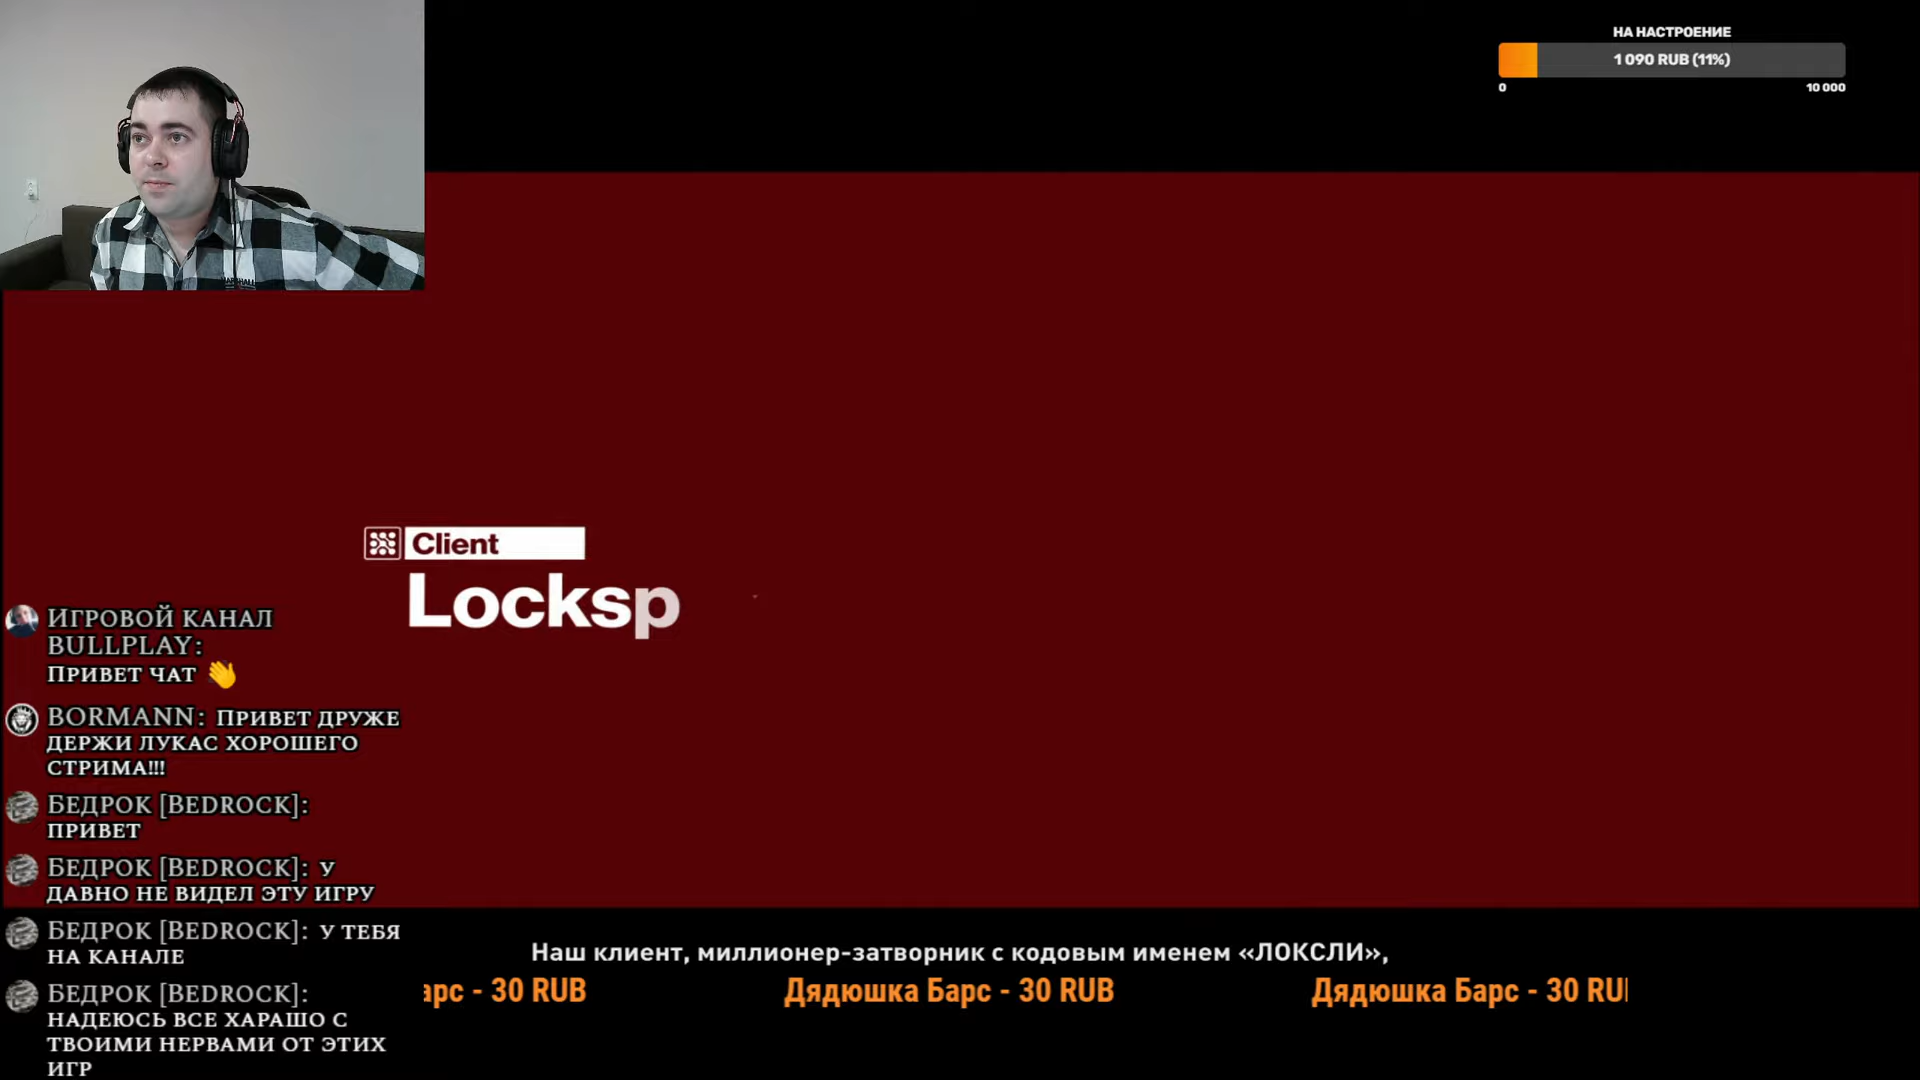 НА НАСТРОЕНИЕ
1 090 RUB (11%)
0
10 000
Client
Locksp
ИГРОВОЙ КАНАЛ
BULLPLAY:
ПРИВЕТ ЧАТ 👋
BORMANN: ПРИВЕТ ДРУЖЕ
ДЕРЖИ ЛУКАС ХОРОШЕГО
СТРИМА!!!
БЕДРОК [BEDROCK]:
ПРИВЕТ
БЕДРОК [BEDROCK]: У
ДАВНО НЕ ВИДЕЛ ЭТУ ИГРУ
БЕДРОК [BEDROCK]: У ТЕБЯ
НА КАНАЛЕ
БЕДРОК [BEDROCK]:
НАДЕЮСЬ ВСЕ ХАРАШО С
ТВОИМИ НЕРВАМИ ОТ ЭТИХ
ИГР
Наш клиент, миллионер-затворник с кодовым именем «ЛОКСЛИ»,
арс - 30 RUB
Дядюшка Барс - 30 RUB
Дядюшка Барс - 30 RU